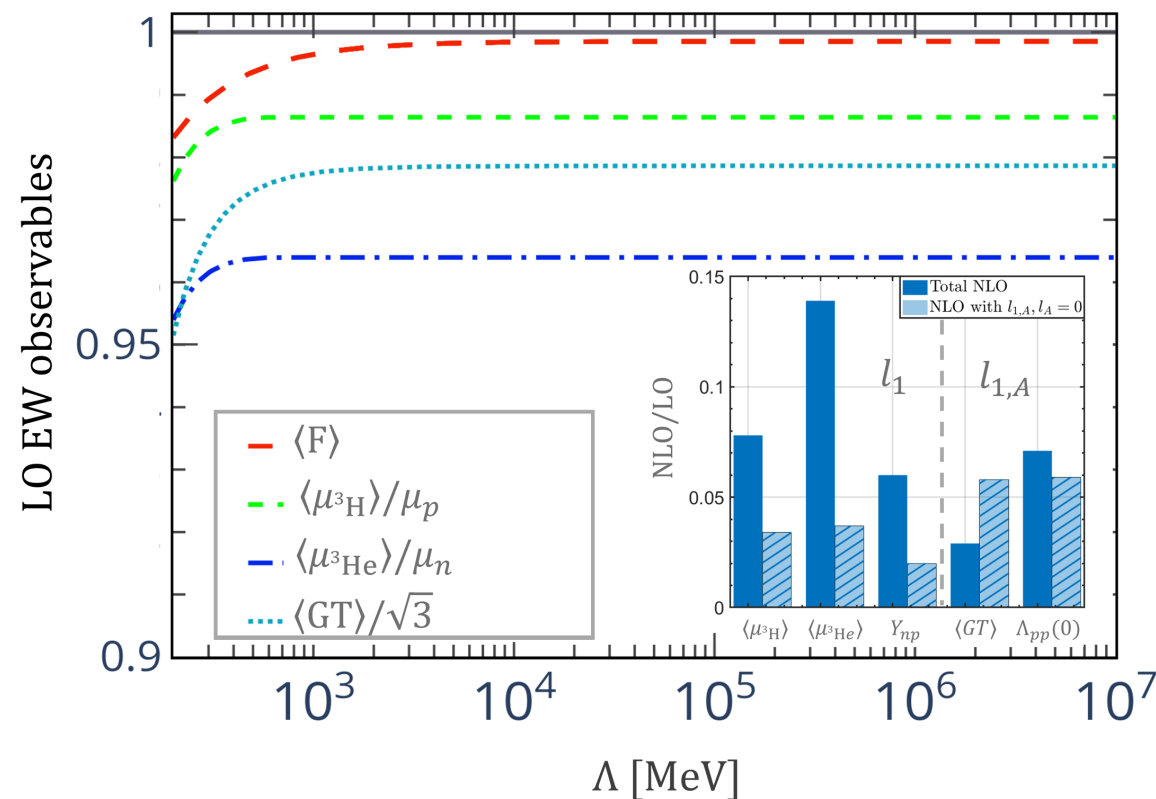 1
0.95
0.9
LO EW observables
⟨F⟩
⟨μ³H⟩/μp
⟨μ³He⟩/μn
⟨GT⟩/√3
10³
10⁴
10⁵
10⁶
10⁷
Λ [MeV]
0.15
0.1
0.05
0
NLO/LO
Total NLO
NLO with l₁,A, lA = 0
l₁
l₁,A
⟨μ³H⟩
⟨μ³He⟩
Ynp
⟨GT⟩
Λpp(0)